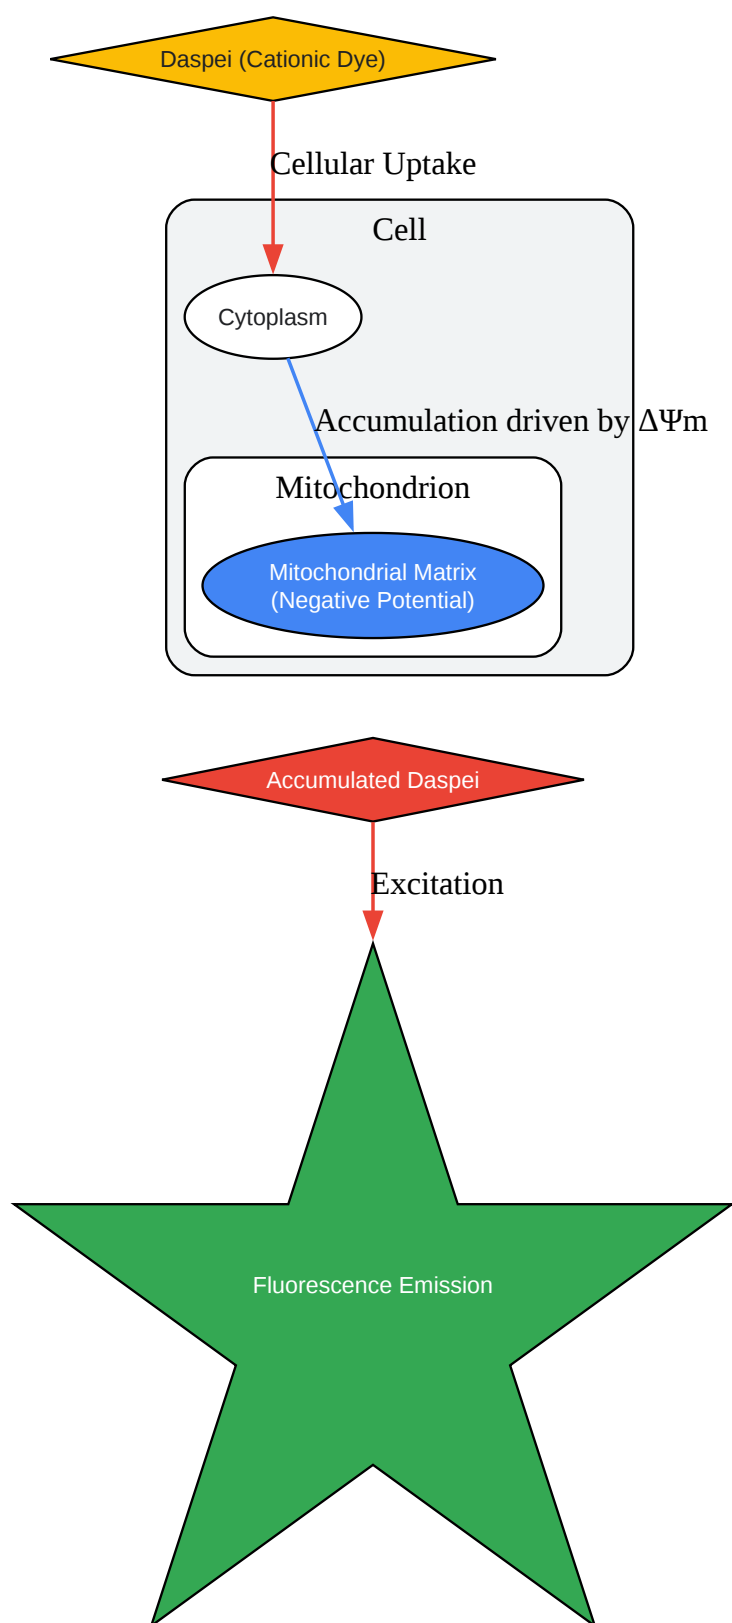 Daspei (Cationic Dye)
Cellular Uptake
Cell
Cytoplasm
Accumulation driven by ΔΨm
Mitochondrion
Mitochondrial Matrix
(Negative Potential)
Accumulated Daspei
Excitation
Fluorescence Emission